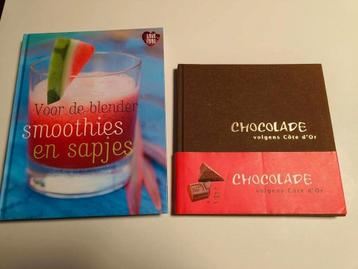 Voor de blender
smoothies
en sapjes
CHOCOLADE
volgens Côte d'Or
CHOCOLADE
volgens Côte d'Or